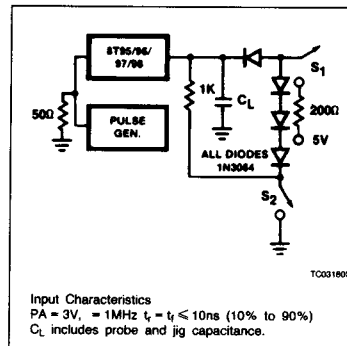 8T95/96/
97/98
S1
1K
CL
200Ω
50Ω
PULSE
GEN.
5V
ALL DIODES
1N3064
S2
TC03180S
Input Characteristics
PA = 3V, = 1MHz tr = tf ≤ 10ns (10% to 90%)
CL includes probe and jig capacitance.